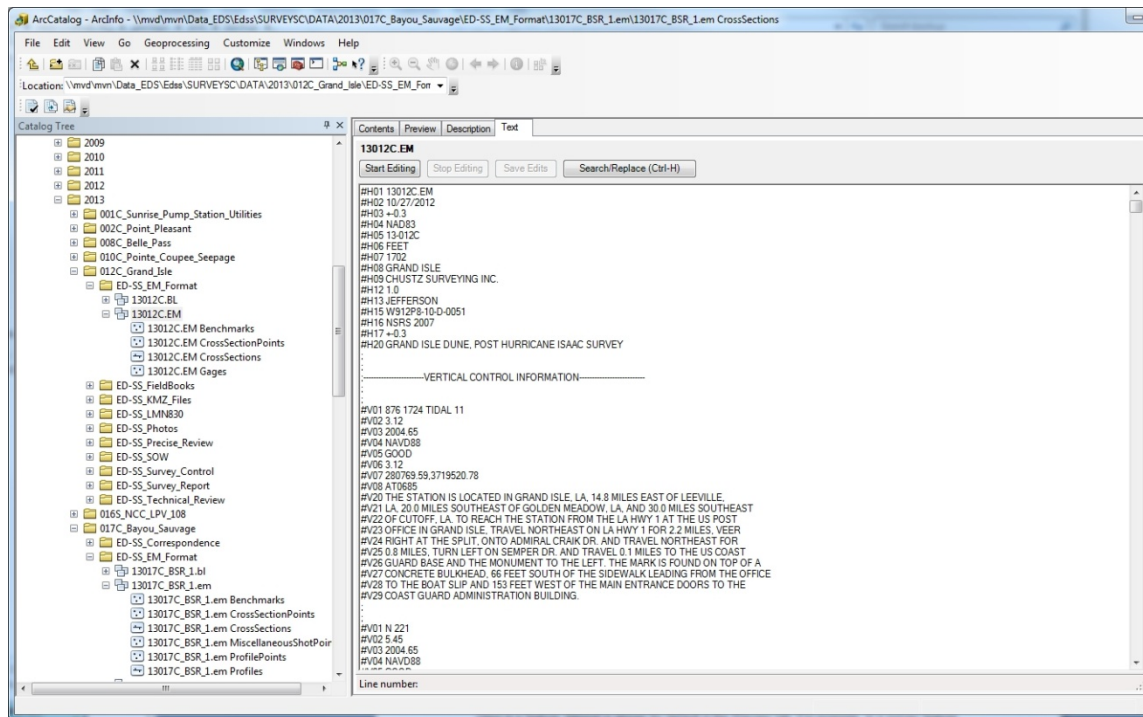 ArcCatalog - ArcInfo - \\mvd\mvn\Data_EDS\Edss\SURVEYSC\DATA\2013\017C_Bayou_Sauvage\ED-SS_EM_Format\13017C_BSR_1.em\13017C_BSR_1.em CrossSections
File Edit View Go Geoprocessing Customize Windows Help
Location: \\mvd\mvn\Data_EDS\Edss\SURVEYSC\DATA\2013\012C_Grand_Isle\ED-SS_EM_Forr
Catalog Tree
2009
2010
2011
2012
2013
001C_Sunrise_Pump_Station_Utilities
002C_Point_Pleasant
008C_Belle_Pass
010C_Pointe_Coupee_Seepage
012C_Grand_Isle
ED-SS_EM_Format
13012C.BL
13012C.EM
13012C.EM Benchmarks
13012C.EM CrossSectionPoints
13012C.EM CrossSections
13012C.EM Gages
ED-SS_FieldBooks
ED-SS_KMZ_Files
ED-SS_LMN830
ED-SS_Photos
ED-SS_Precise_Review
ED-SS_SOW
ED-SS_Survey_Control
ED-SS_Survey_Report
ED-SS_Technical_Review
016S_NCC_LPV_108
017C_Bayou_Sauvage
ED-SS_Correspondence
ED-SS_EM_Format
13017C_BSR_1.bl
13017C_BSR_1.em
13017C_BSR_1.em Benchmarks
13017C_BSR_1.em CrossSectionPoints
13017C_BSR_1.em CrossSections
13017C_BSR_1.em MiscellaneousShotPoir
13017C_BSR_1.em ProfilePoints
13017C_BSR_1.em Profiles
Contents Preview Description Text
13012C.EM
Start Editing Stop Editing Save Edits Search/Replace (Ctrl-H)
#H01 13012C.EM
#H02 10/27/2012
#H03 +-0.3
#H04 NAD83
#H05 13-012C
#H06 FEET
#H07 1702
#H08 GRAND ISLE
#H09 CHUSTZ SURVEYING INC.
#H12 1.0
#H13 JEFFERSON
#H15 W912P8-10-D-0051
#H16 NSRS 2007
#H17 +-0.3
#H20 GRAND ISLE DUNE, POST HURRICANE ISAAC SURVEY
;
;
;-----------------------VERTICAL CONTROL INFORMATION-------------------------
;
;
#V01 876 1724 TIDAL 11
#V02 3.12
#V03 2004.65
#V04 NAVD88
#V05 GOOD
#V06 3.12
#V07 280769.59,3719520.78
#V08 AT0685
#V20 THE STATION IS LOCATED IN GRAND ISLE, LA, 14.8 MILES EAST OF LEEVILLE,
#V21 LA, 20.0 MILES SOUTHEAST OF GOLDEN MEADOW, LA, AND 30.0 MILES SOUTHEAST
#V22 OF CUTOFF, LA. TO REACH THE STATION FROM THE LA HWY 1 AT THE US POST
#V23 OFFICE IN GRAND ISLE, TRAVEL NORTHEAST ON LA HWY 1 FOR 2.2 MILES, VEER
#V24 RIGHT AT THE SPLIT, ONTO ADMIRAL CRAIK DR. AND TRAVEL NORTHEAST FOR
#V25 0.8 MILES, TURN LEFT ON SEMPER DR. AND TRAVEL 0.1 MILES TO THE US COAST
#V26 GUARD BASE AND THE MONUMENT TO THE LEFT. THE MARK IS FOUND ON TOP OF A
#V27 CONCRETE BULKHEAD, 66 FEET SOUTH OF THE SIDEWALK LEADING FROM THE OFFICE
#V28 TO THE BOAT SLIP AND 153 FEET WEST OF THE MAIN ENTRANCE DOORS TO THE
#V29 COAST GUARD ADMINISTRATION BUILDING.
;
;
#V01 N 221
#V02 5.45
#V03 2004.65
#V04 NAVD88
Line number: